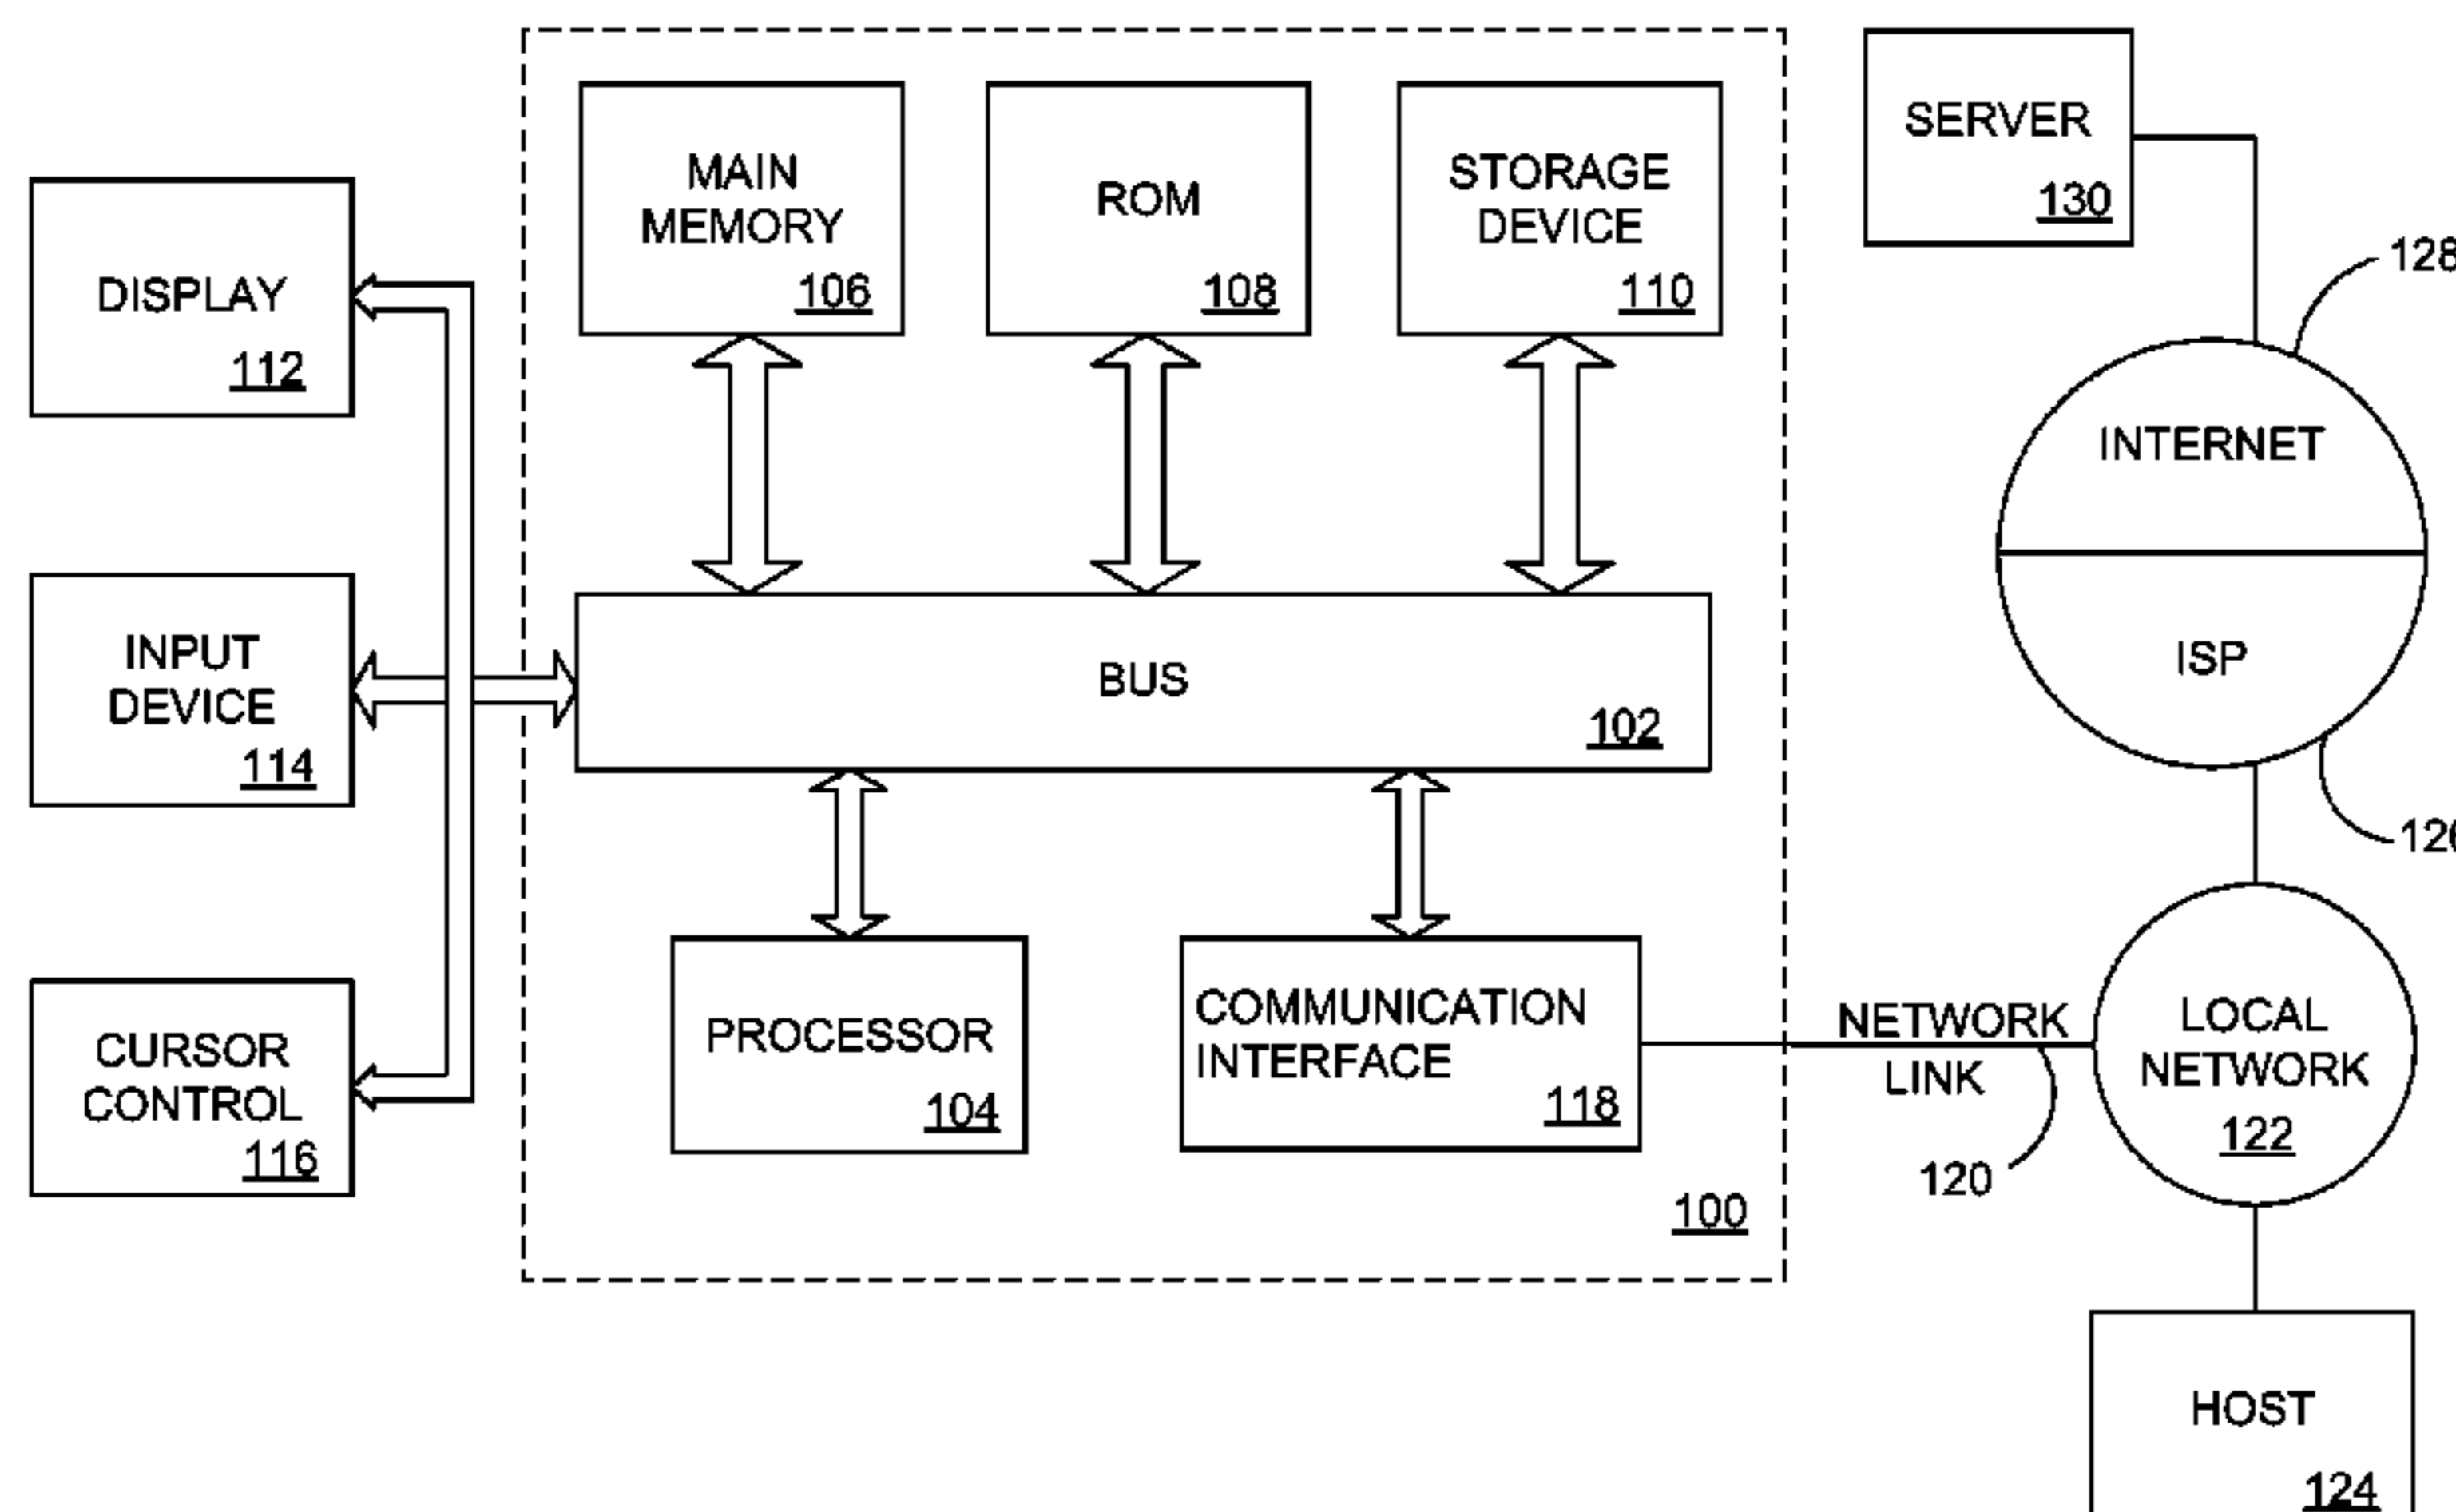 DISPLAY
112
INPUT
DEVICE
114
CURSOR
CONTROL
116
MAIN
MEMORY
106
ROM
108
STORAGE
DEVICE
110
BUS
102
PROCESSOR
104
COMMUNICATION
INTERFACE
118
100
SERVER
130
128
INTERNET
ISP
NETWORK
LINK
120
LOCAL
NETWORK
122
HOST
124